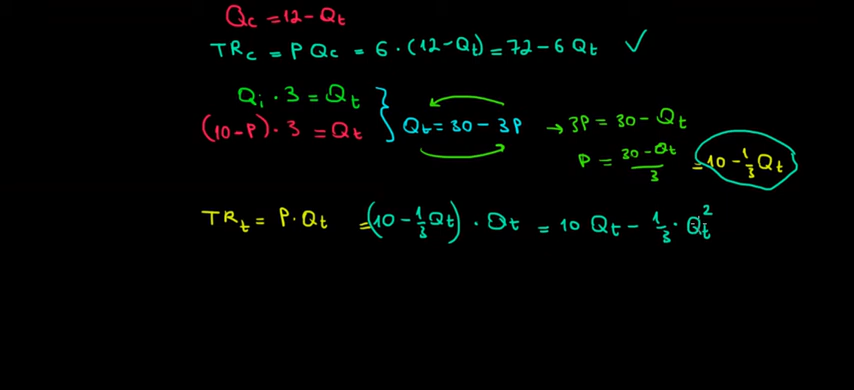 Qc = 12 - Qt
TRc = P Qc = 6 · (12 - Qt) = 72 - 6 Qt ✓
Qi · 3 = Qt
(10 - P) · 3 = Qt } Qt = 30 - 3P → 3P = 30 - Qt
P = (30 - Qt)/3 = 10 - 1/3 Qt
TRt = P · Qt = (10 - 1/3 Qt) · Qt = 10 Qt - 1/3 · Qt²